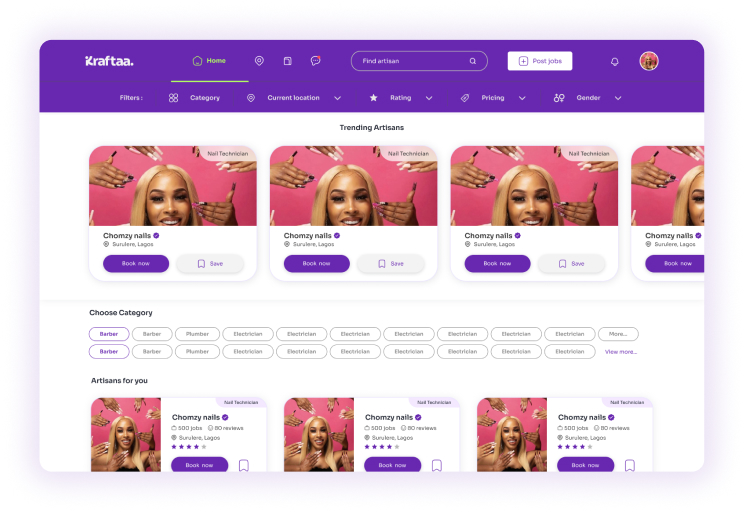 Kraftaa.
Home
Find artisan
Post jobs
Filters :
Category
Current location
Rating
Pricing
Gender
Trending Artisans
Nail Technician
Nail Technician
Nail Technician
Chomzy nails
Chomzy nails
Chomzy nails
Chomzy nails
Surulere, Lagos
Surulere, Lagos
Surulere, Lagos
Surulere, Lagos
Book now
Save
Book now
Save
Book now
Save
Book now
Choose Category
Barber
Barber
Plumber
Electrician
Electrician
Electrician
Electrician
Electrician
Electrician
Electrician
More...
Barber
Barber
Plumber
Electrician
Electrician
Electrician
Electrician
Electrician
Electrician
Electrician
View more...
Artisans for you
Nail Technician
Chomzy nails
500 jobs
80 reviews
Surulere, Lagos
Book now
Nail Technician
Chomzy nails
500 jobs
80 reviews
Surulere, Lagos
Book now
Nail Technician
Chomzy nails
500 jobs
80 reviews
Surulere, Lagos
Book now